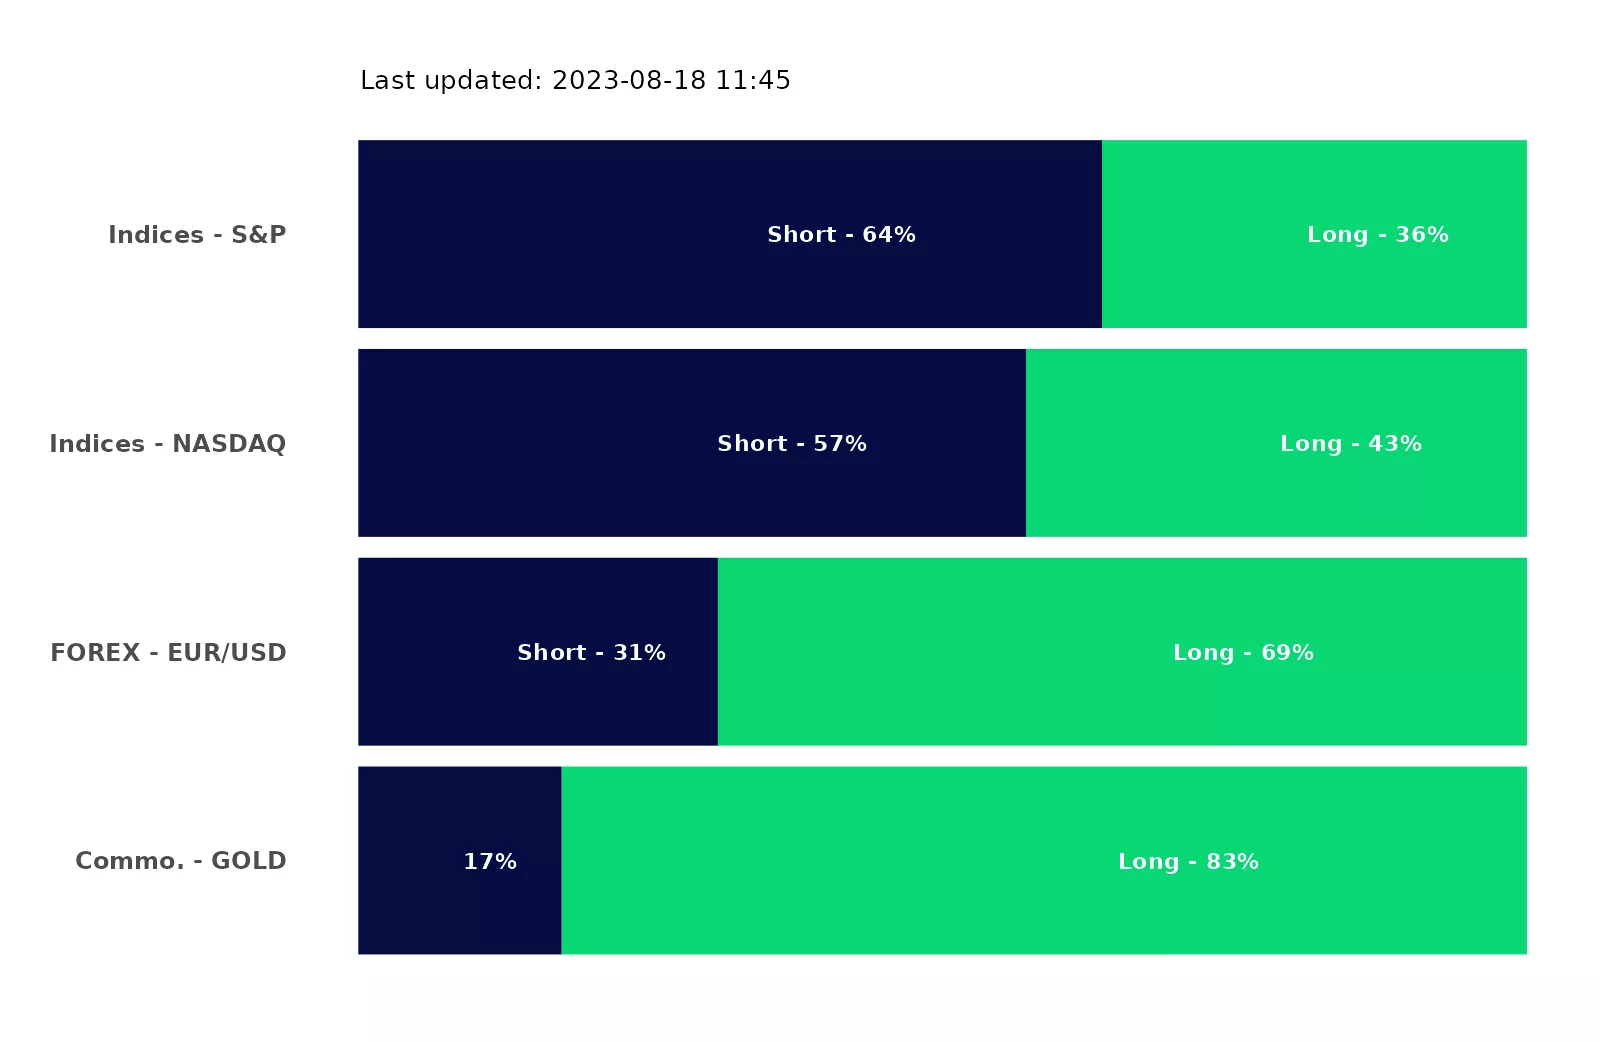 Last updated: 2023-08-18 11:45
Indices - S&P Short - 64% Long - 36%
Indices - NASDAQ Short - 57% Long - 43%
FOREX - EUR/USD Short - 31% Long - 69%
Commo. - GOLD 17% Long - 83%